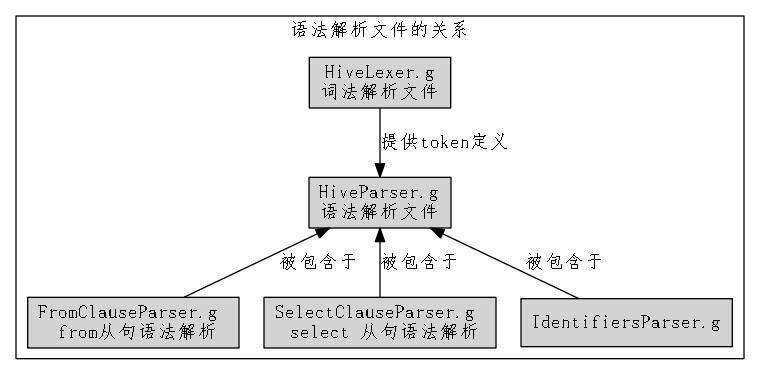 语法解析文件的关系
HiveLexer.g
词法解析文件
提供token定义
HiveParser.g
语法解析文件
被包含于
被包含于
被包含于
FromClauseParser.g
from从句语法解析
SelectClauseParser.g
select 从句语法解析
IdentifiersParser.g